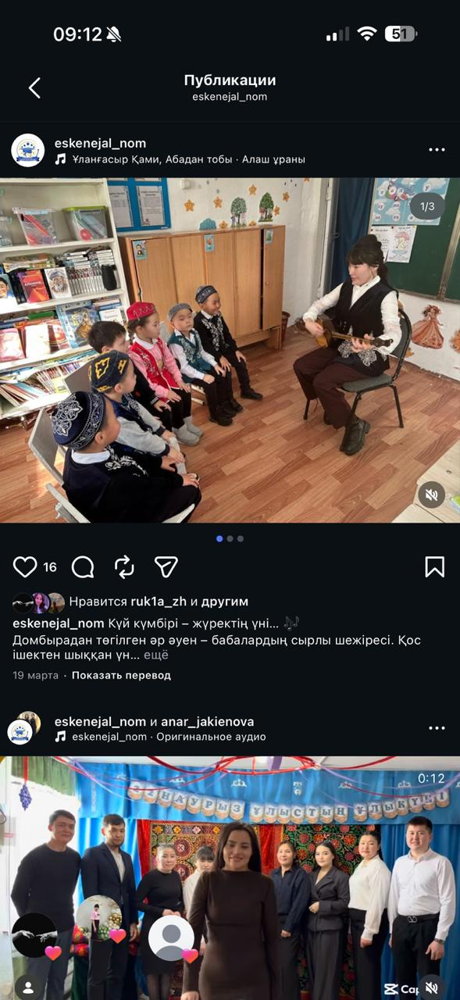 09:12
51
Публикации
eskenejal_nom
eskenejal_nom
Ұланғасыр Қами, Абадан тобы · Алаш ұраны
1/3
16
Нравится ruk1a_zh и другим
eskenejal_nom Күй күмбірі – жүректің үні... 🎶
Домбырадан төгілген әр әуен – бабалардың сырлы шежіресі. Қос
ішектен шыққан үн... ещё
19 марта · Показать перевод
eskenejal_nom и anar_jakienova
eskenejal_nom · Оригинальное аудио
0:12
НАУРЫЗ ҰЛЫСТЫҢ ҰЛЫ КҮНІ
Cap